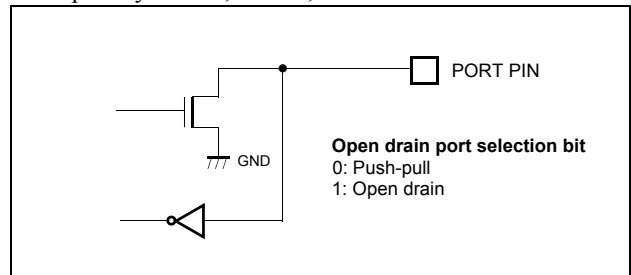 PORT PIN
GND
Open drain port selection bit
0: Push-pull
1: Open drain